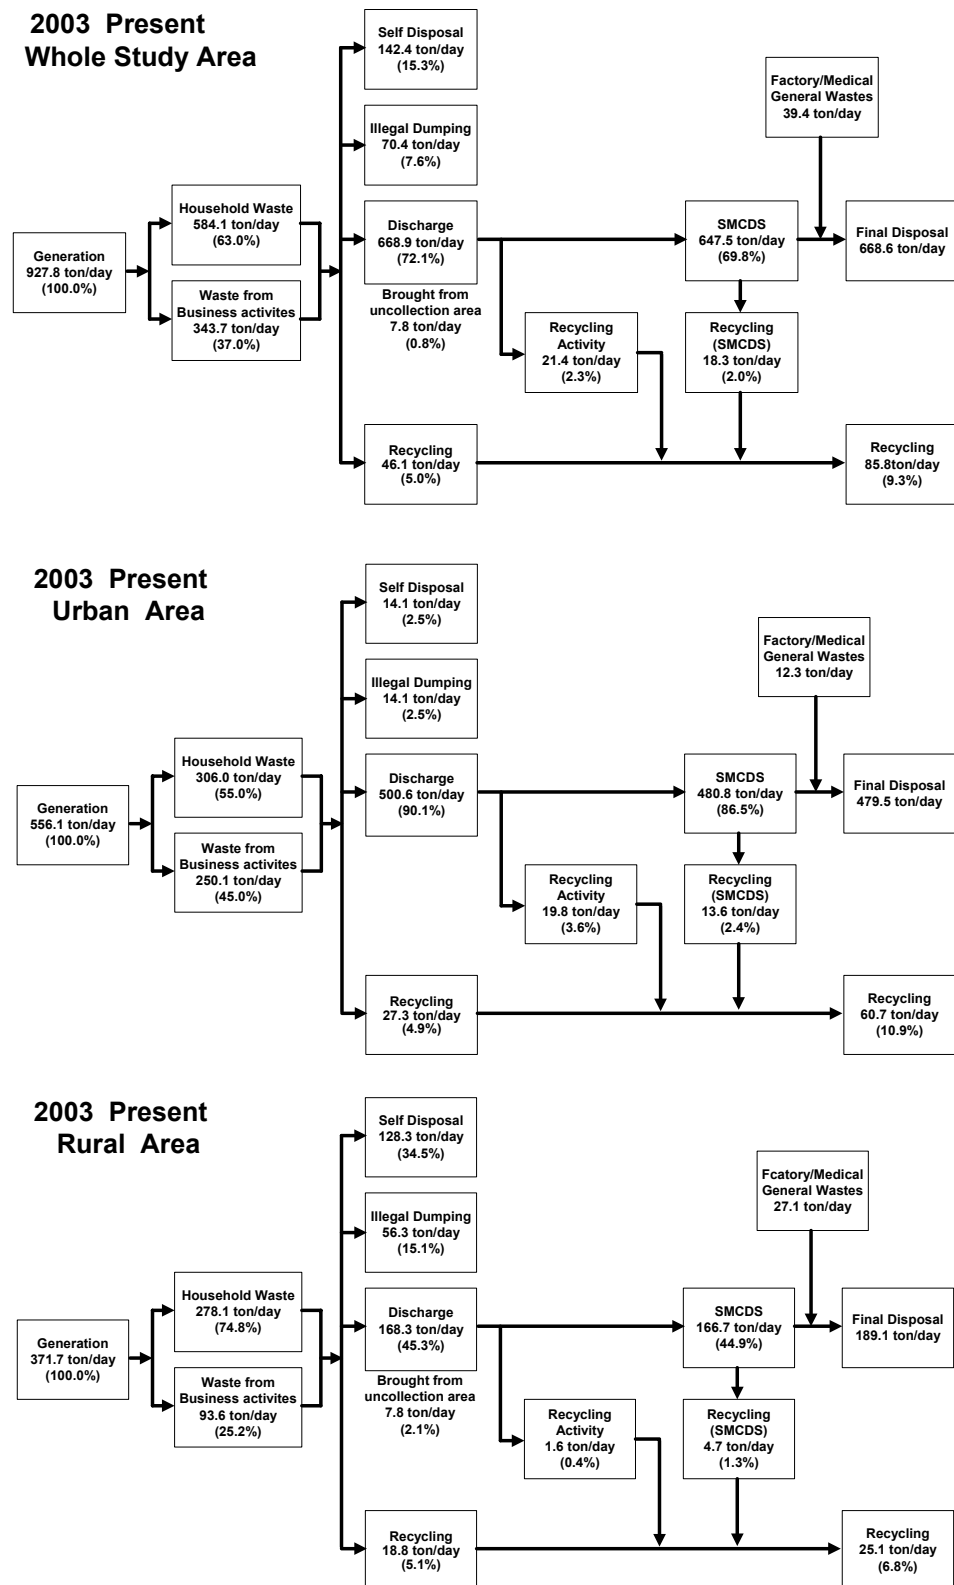 2003 Present
Whole Study Area
Self Disposal
142.4 ton/day
(15.3%)
Factory/Medical
General Wastes
39.4 ton/day
Illegal Dumping
70.4 ton/day
(7.6%)
Household Waste
584.1 ton/day
(63.0%)
Discharge
668.9 ton/day
(72.1%)
SMCDS
647.5 ton/day
(69.8%)
Final Disposal
668.6 ton/day
Generation
927.8 ton/day
(100.0%)
Waste from
Business activites
343.7 ton/day
(37.0%)
Brought from
uncollection area
7.8 ton/day
(0.8%)
Recycling
Activity
21.4 ton/day
(2.3%)
Recycling
(SMCDS)
18.3 ton/day
(2.0%)
Recycling
46.1 ton/day
(5.0%)
Recycling
85.8ton/day
(9.3%)
2003 Present
Urban Area
Self Disposal
14.1 ton/day
(2.5%)
Factory/Medical
General Wastes
12.3 ton/day
Illegal Dumping
14.1 ton/day
(2.5%)
Household Waste
306.0 ton/day
(55.0%)
Discharge
500.6 ton/day
(90.1%)
SMCDS
480.8 ton/day
(86.5%)
Final Disposal
479.5 ton/day
Generation
556.1 ton/day
(100.0%)
Waste from
Business activites
250.1 ton/day
(45.0%)
Recycling
Activity
19.8 ton/day
(3.6%)
Recycling
(SMCDS)
13.6 ton/day
(2.4%)
Recycling
27.3 ton/day
(4.9%)
Recycling
60.7 ton/day
(10.9%)
2003 Present
Rural Area
Self Disposal
128.3 ton/day
(34.5%)
Fcatory/Medical
General Wastes
27.1 ton/day
Illegal Dumping
56.3 ton/day
(15.1%)
Household Waste
278.1 ton/day
(74.8%)
Discharge
168.3 ton/day
(45.3%)
SMCDS
166.7 ton/day
(44.9%)
Final Disposal
189.1 ton/day
Generation
371.7 ton/day
(100.0%)
Waste from
Business activites
93.6 ton/day
(25.2%)
Brought from
uncollection area
7.8 ton/day
(2.1%)
Recycling
Activity
1.6 ton/day
(0.4%)
Recycling
(SMCDS)
4.7 ton/day
(1.3%)
Recycling
18.8 ton/day
(5.1%)
Recycling
25.1 ton/day
(6.8%)